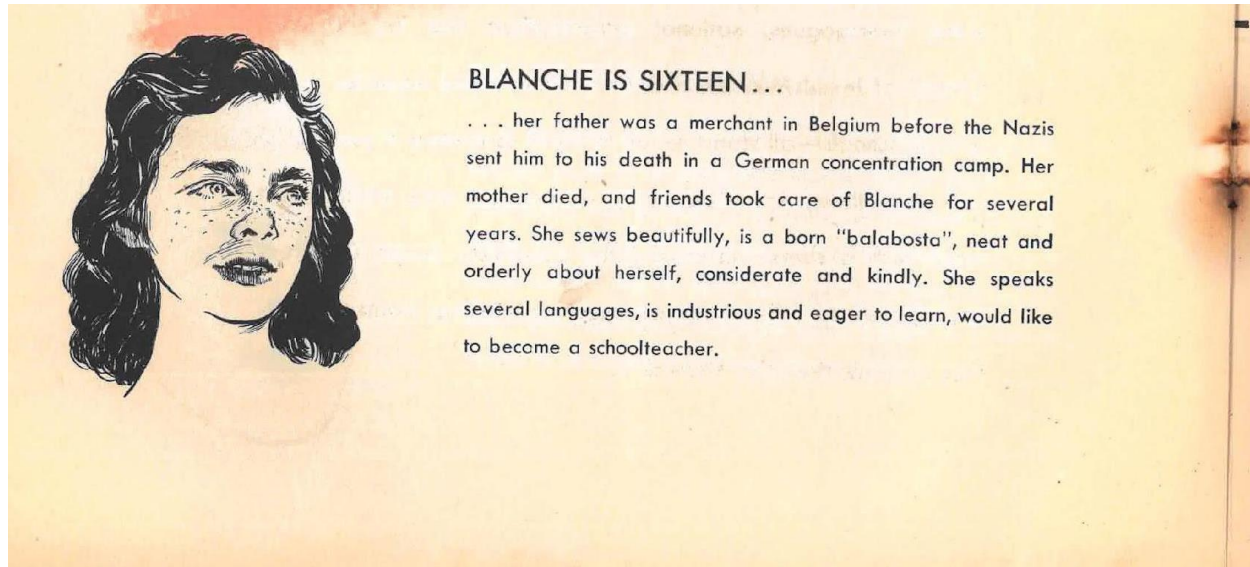 BLANCHE IS SIXTEEN...
... her father was a merchant in Belgium before the Nazis
sent him to his death in a German concentration camp. Her
mother died, and friends took care of Blanche for several
years. She sews beautifully, is a born "balabosta", neat and
orderly about herself, considerate and kindly. She speaks
several languages, is industrious and eager to learn, would like
to become a schoolteacher.